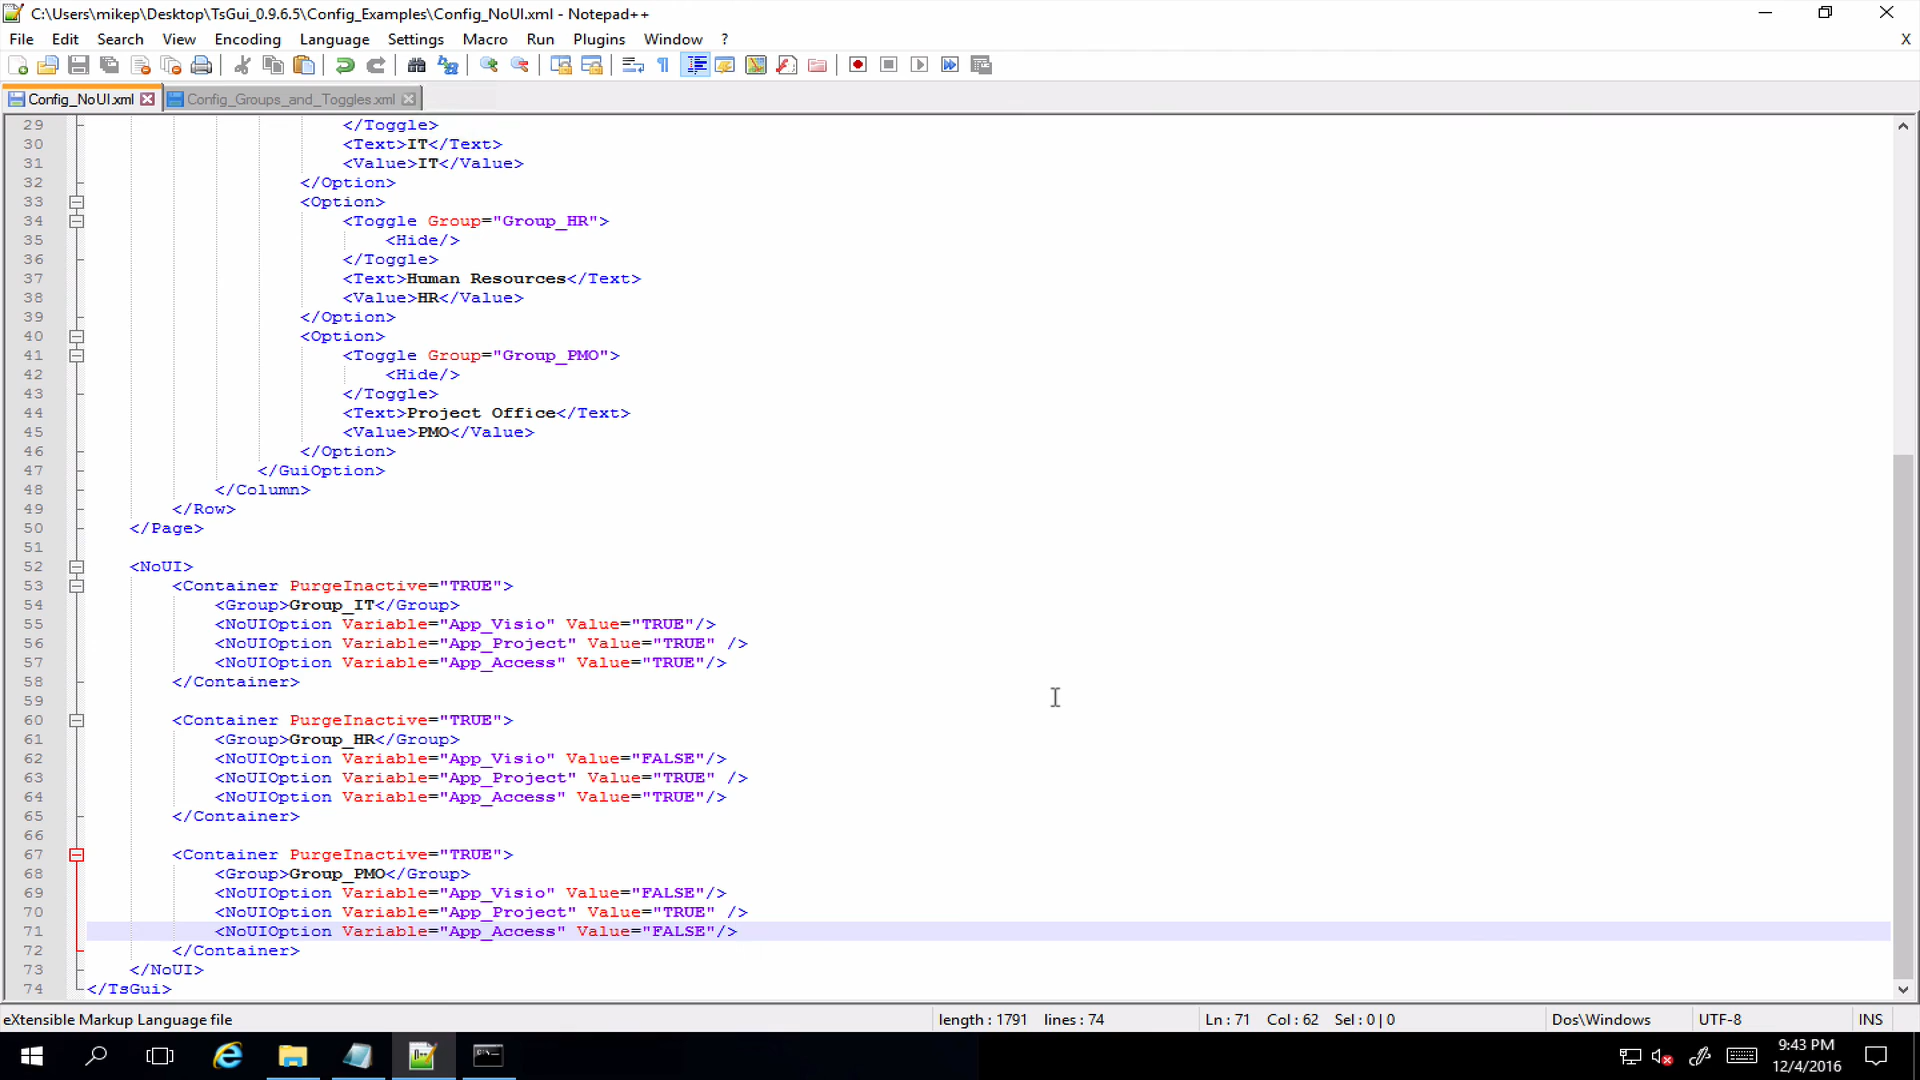 C:\Users\mikep\Desktop\TsGui_0.9.6.5\Config_Examples\Config_NoUI.xml - Notepad++
File Edit Search View Encoding Language Settings Macro Run Plugins Window ? X
Config_NoUI.xml Config_Groups_and_Toggles.xml
29 </Toggle>
30 <Text>IT</Text>
31 <Value>IT</Value>
32 </Option>
33 <Option>
34 <Toggle Group="Group_HR">
35 <Hide/>
36 </Toggle>
37 <Text>Human Resources</Text>
38 <Value>HR</Value>
39 </Option>
40 <Option>
41 <Toggle Group="Group_PMO">
42 <Hide/>
43 </Toggle>
44 <Text>Project Office</Text>
45 <Value>PMO</Value>
46 </Option>
47 </GuiOption>
48 </Column>
49 </Row>
50 </Page>
51
52 <NoUI>
53 <Container PurgeInactive="TRUE">
54 <Group>Group_IT</Group>
55 <NoUIOption Variable="App_Visio" Value="TRUE"/>
56 <NoUIOption Variable="App_Project" Value="TRUE" />
57 <NoUIOption Variable="App_Access" Value="TRUE"/>
58 </Container>
59
60 <Container PurgeInactive="TRUE">
61 <Group>Group_HR</Group>
62 <NoUIOption Variable="App_Visio" Value="FALSE"/>
63 <NoUIOption Variable="App_Project" Value="TRUE" />
64 <NoUIOption Variable="App_Access" Value="TRUE"/>
65 </Container>
66
67 <Container PurgeInactive="TRUE">
68 <Group>Group_PMO</Group>
69 <NoUIOption Variable="App_Visio" Value="FALSE"/>
70 <NoUIOption Variable="App_Project" Value="TRUE" />
71 <NoUIOption Variable="App_Access" Value="FALSE"/>
72 </Container>
73 </NoUI>
74 </TsGui>
eXtensible Markup Language file length : 1791 lines : 74 Ln : 71 Col : 62 Sel : 0 | 0 Dos\Windows UTF-8 INS
9:43 PM
12/4/2016